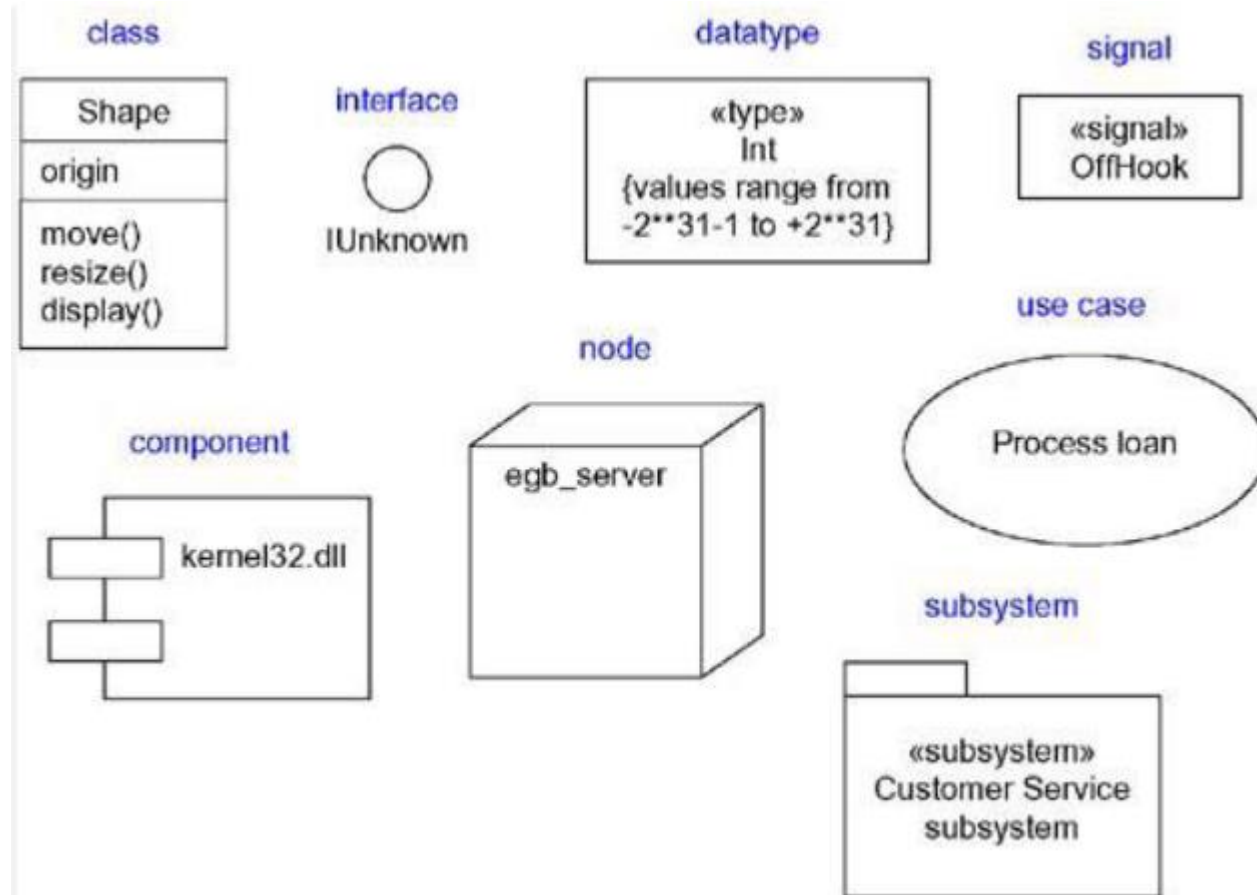 class
Shape
origin
move()
resize()
display()
interface
IUnknown
datatype
«type»
Int
{values range from
-2**31-1 to +2**31}
signal
«signal»
OffHook
component
kernel32.dll
node
egb_server
use case
Process loan
subsystem
«subsystem»
Customer Service
subsystem